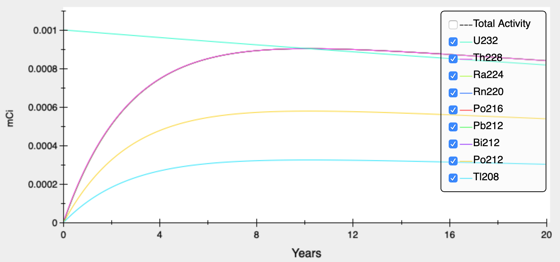 Total Activity
U232
Th228
Ra224
Rn220
Po216
Pb212
Bi212
Po212
Tl208
0.001
0.0008
0.0006
0.0004
0.0002
0
mCi
0 4 8 12 16 20
Years